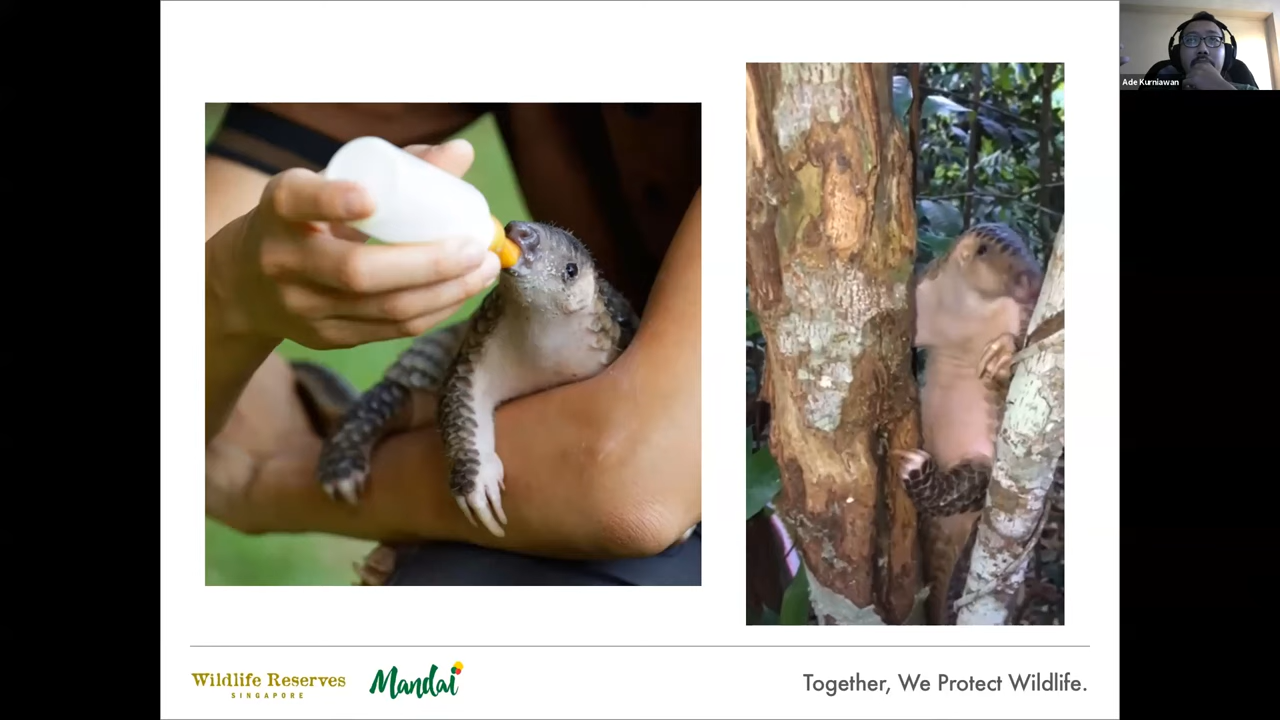 Ade Kurniawan
Wildlife Reserves
SINGAPORE
Mandai
Together, We Protect Wildlife.